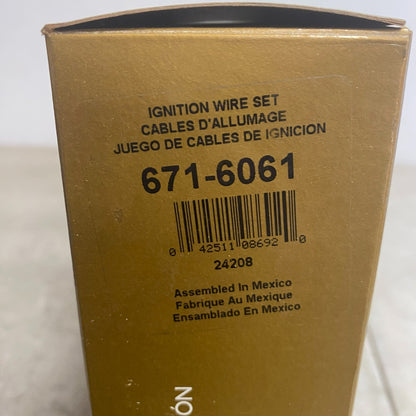 IGNITION WIRE SET
CABLES D'ALLUMAGE
JUEGO DE CABLES DE IGNICION
671-6061
0 42511 08692 0
24208
Assembled In Mexico
Fabrique Au Mexique
Ensamblado En Mexico
ÓN